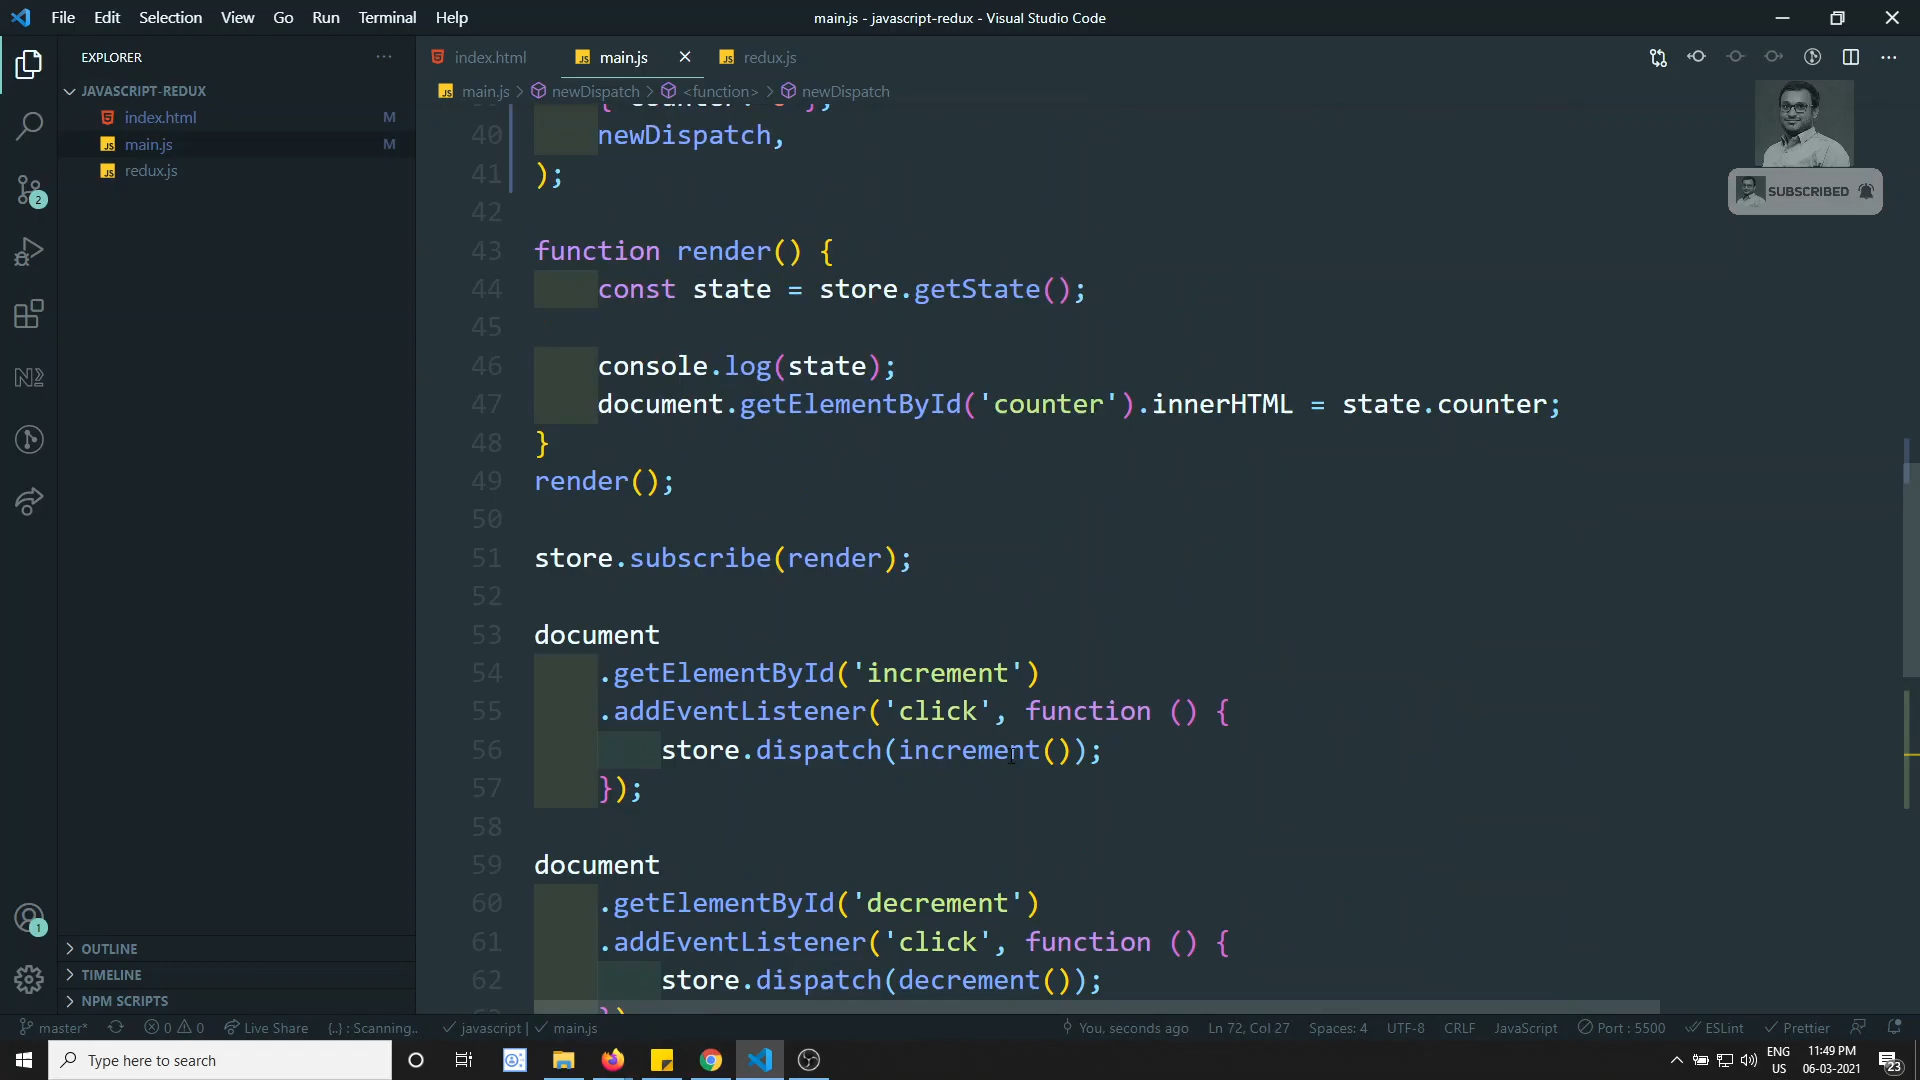 File Edit Selection View Go Run Terminal Help
main.js - javascript-redux - Visual Studio Code
EXPLORER
JAVASCRIPT-REDUX
index.html M
main.js M
redux.js
2
1
OUTLINE
TIMELINE
NPM SCRIPTS
index.html main.js redux.js
main.js > newDispatch > <function> > newDispatch
SUBSCRIBED
40 newDispatch,
41 );
42
43 function render() {
44 const state = store.getState();
45
46 console.log(state);
47 document.getElementById('counter').innerHTML = state.counter;
48 }
49 render();
50
51 store.subscribe(render);
52
53 document
54 .getElementById('increment')
55 .addEventListener('click', function () {
56 store.dispatch(increment());
57 });
58
59 document
60 .getElementById('decrement')
61 .addEventListener('click', function () {
62 store.dispatch(decrement());
master* 0 0 Live Share {..} : Scanning.. javascript | main.js You, seconds ago Ln 72, Col 27 Spaces: 4 UTF-8 CRLF JavaScript Port : 5500 ESLint Prettier
Type here to search
ENG
US
11:49 PM
06-03-2021
23